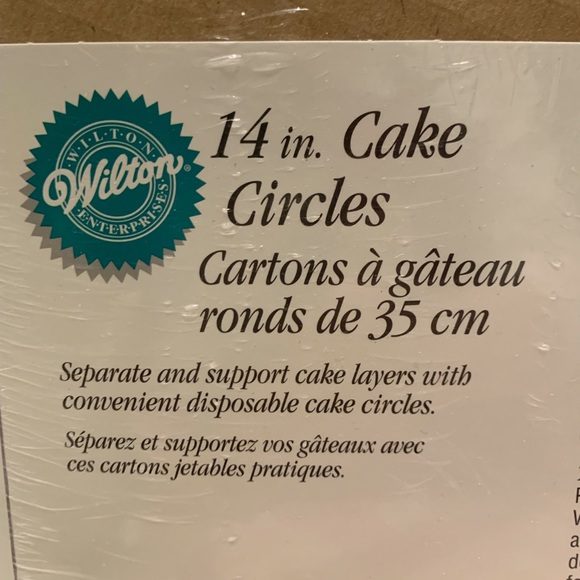 WILTON
Wilton®
ENTERPRISES
14 in. Cake
Circles
Cartons à gâteau
ronds de 35 cm
Separate and support cake layers with
convenient disposable cake circles.
Séparez et supportez vos gâteaux avec
ces cartons jetables pratiques.